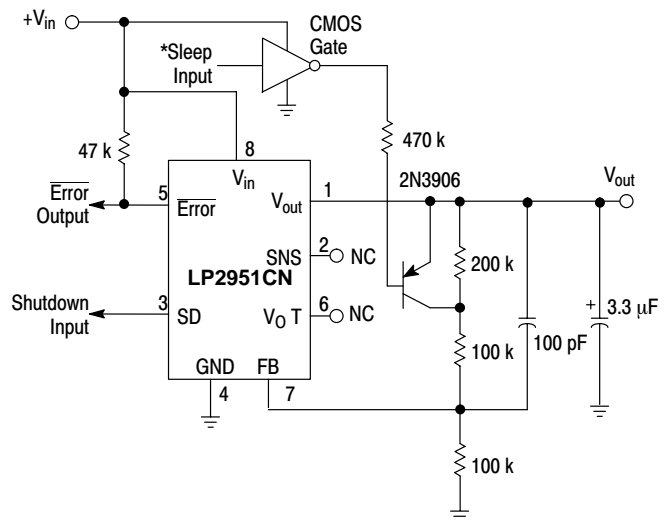 +Vin
CMOS
Gate
*Sleep
Input
470 k
47 k
8
Vin
2N3906
Vout
Error
Output
5
Error
Vout
1
SNS
2
NC
200 k
LP2951CN
Shutdown
Input
3
SD
VO T
6
NC
100 k
100 pF
+
3.3 µF
GND
FB
4
7
100 k